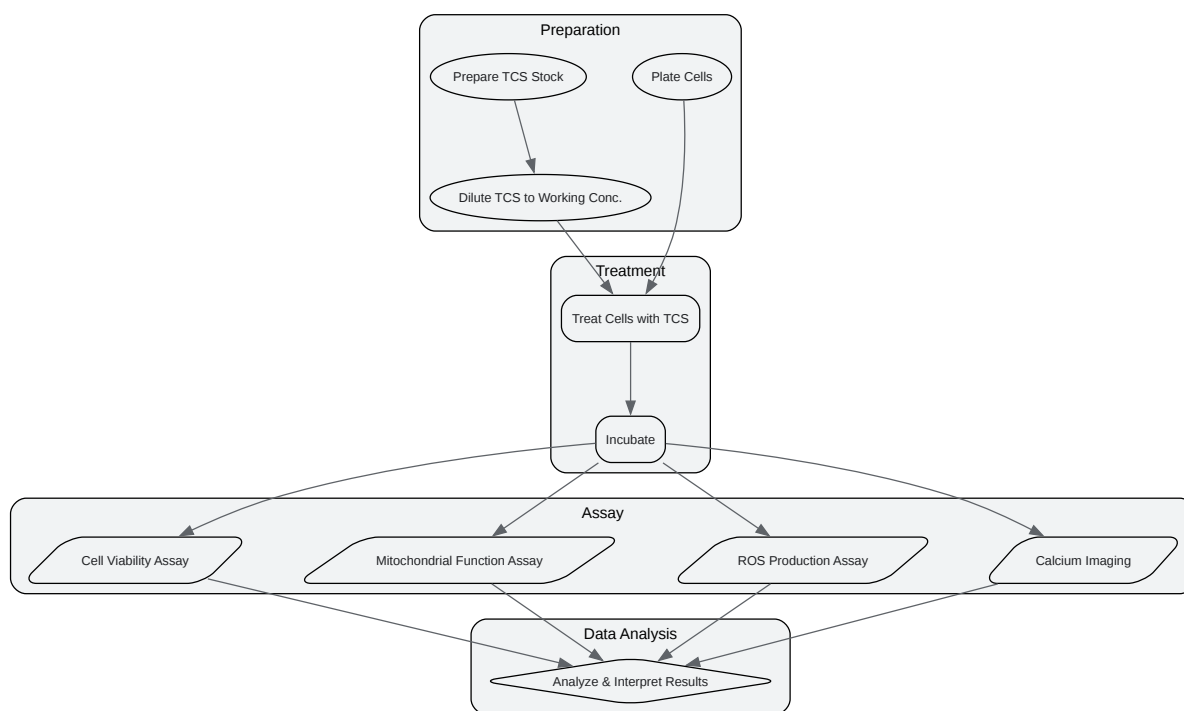 Preparation
Prepare TCS Stock
Plate Cells
Dilute TCS to Working Conc.
Treatment
Treat Cells with TCS
Incubate
Assay
Cell Viability Assay
Mitochondrial Function Assay
ROS Production Assay
Calcium Imaging
Data Analysis
Analyze & Interpret Results